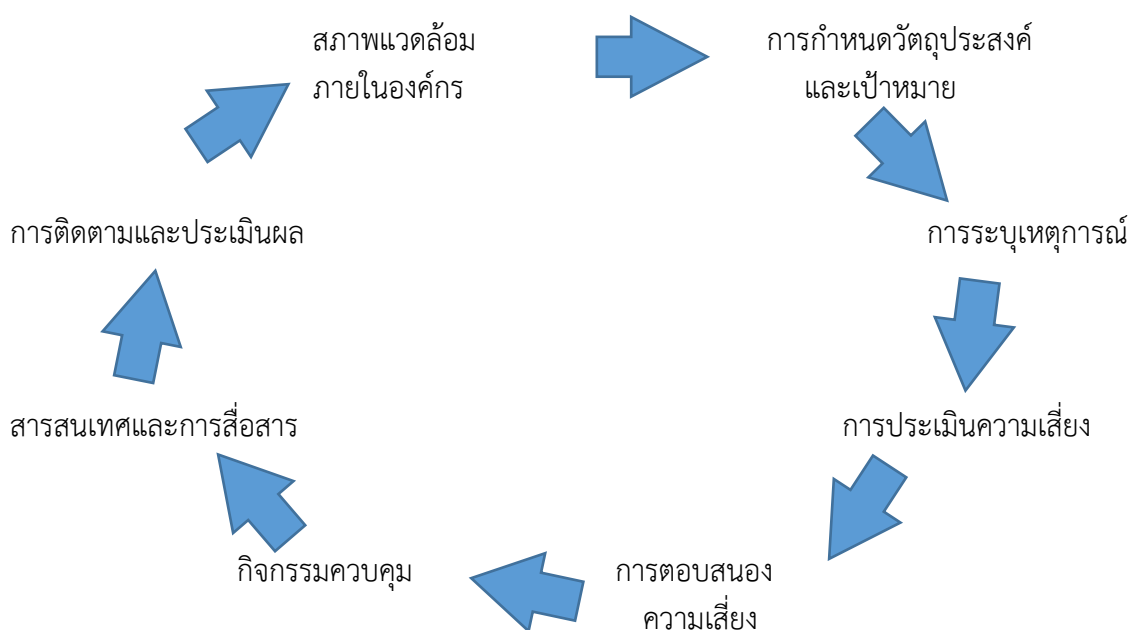 สภาพแวดล้อม
ภายในองค์กร
การกำหนดวัตถุประสงค์
และเป้าหมาย
การระบุเหตุการณ์
การประเมินความเสี่ยง
การตอบสนอง
ความเสี่ยง
กิจกรรมควบคุม
สารสนเทศและการสื่อสาร
การติดตามและประเมินผล